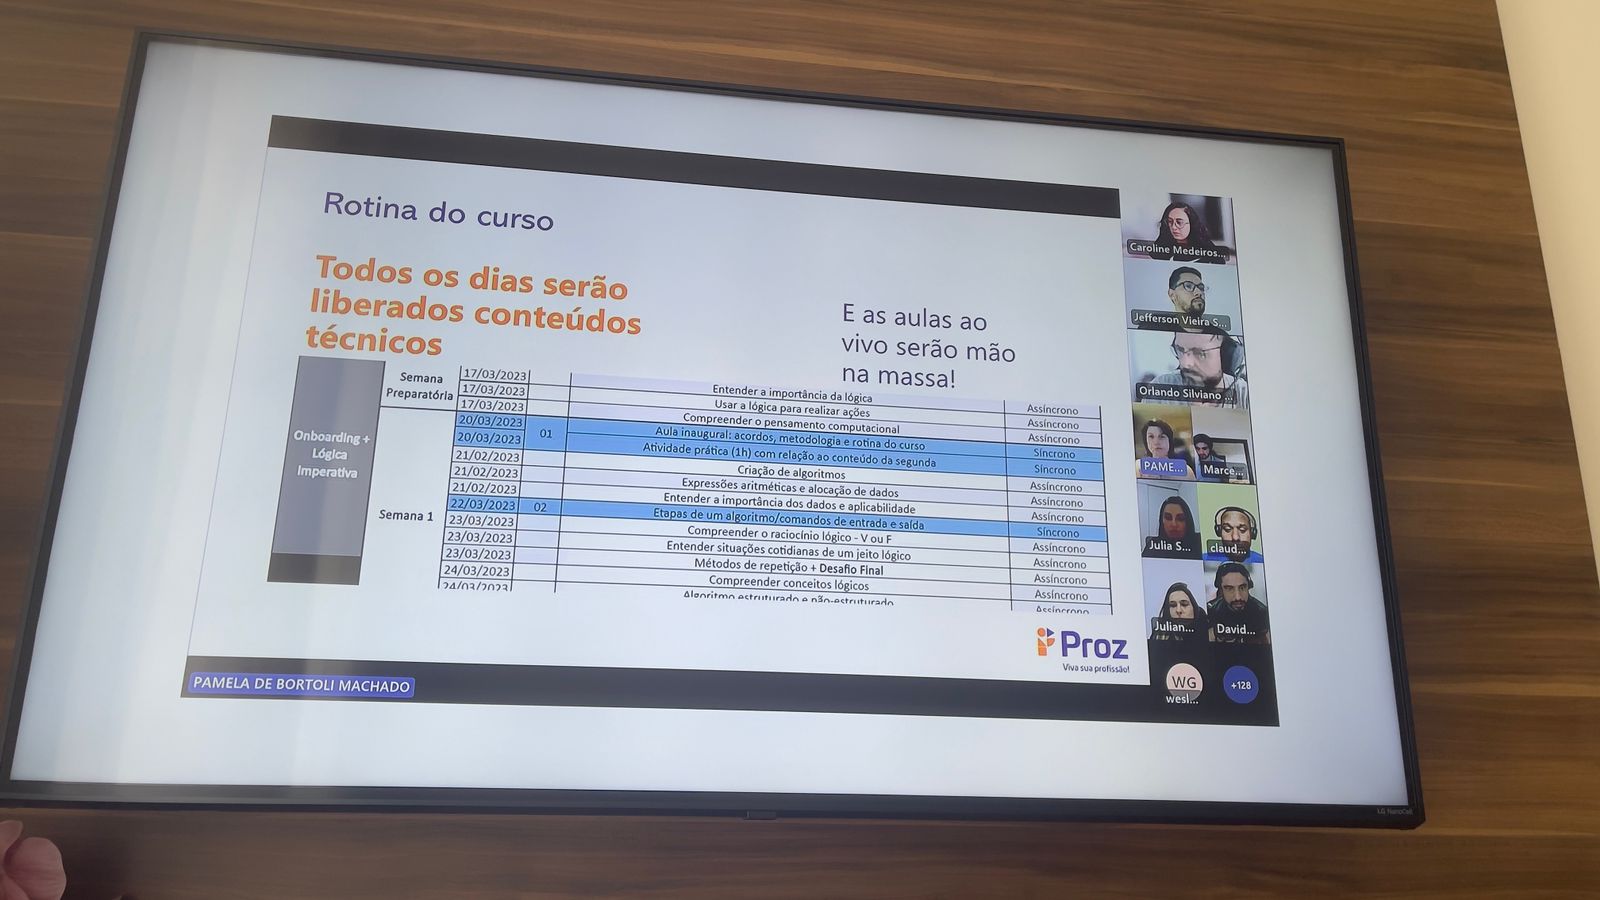 Rotina do curso
Todos os dias serão
liberados conteúdos
técnicos
E as aulas ao
vivo serão mão
na massa!
Onboarding +
Lógica
Imperativa
Semana
Preparatória
Semana 1
17/03/2023
17/03/2023 Entender a importância da lógica Assíncrono
17/03/2023 Usar a lógica para realizar ações Assíncrono
Compreender o pensamento computacional Assíncrono
20/03/2023 01 Aula inaugural: acordos, metodologia e rotina do curso Síncrono
20/03/2023 Atividade prática (1h) com relação ao conteúdo da segunda Síncrono
21/02/2023 Criação de algoritmos Assíncrono
21/02/2023 Expressões aritméticas e alocação de dados Assíncrono
21/02/2023 Entender a importância dos dados e aplicabilidade Assíncrono
22/03/2023 02 Etapas de um algoritmo/comandos de entrada e saída Síncrono
23/03/2023 Compreender o raciocínio lógico - V ou F Assíncrono
23/03/2023 Entender situações cotidianas de um jeito lógico Assíncrono
23/03/2023 Métodos de repetição + Desafio Final Assíncrono
24/03/2023 Compreender conceitos lógicos Assíncrono
24/03/2023 Algoritmo estruturado e não-estruturado Assíncrono
Proz
Viva sua profissão!
PAMELA DE BORTOLI MACHADO
Caroline Medeiros...
Jefferson Vieira S...
Orlando Silviano ...
PAME...
Marce...
Julia S...
claud...
Julian...
David...
WG
wesl...
+128
LG NanoCell